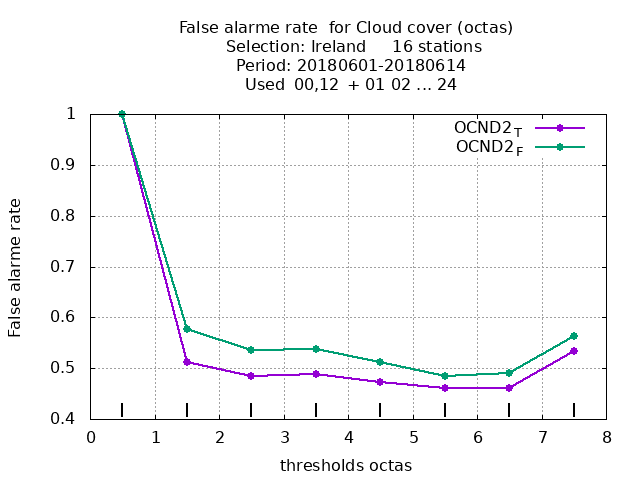 False alarme rate  for Cloud cover (octas)
Selection: Ireland     16 stations
Period: 20180601-20180614
Used  00,12  + 01 02 ... 24
OCND2_T
OCND2_F
1
0.9
0.8
0.7
0.6
0.5
0.4
False alarme rate
0 1 2 3 4 5 6 7 8
thresholds octas